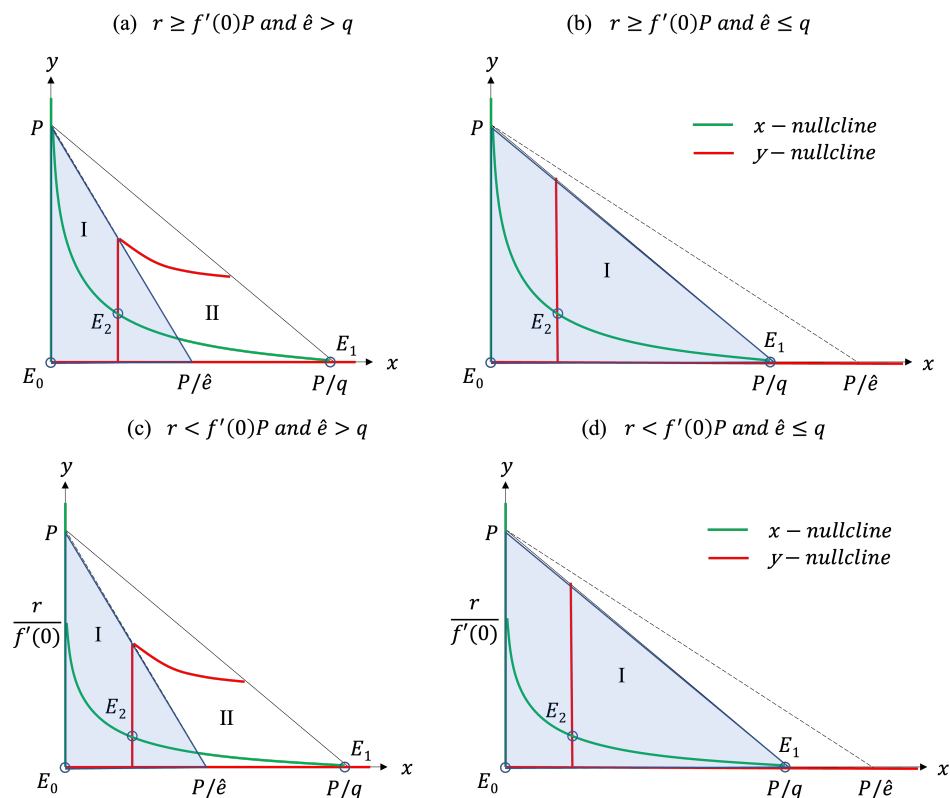 (a) r ≥ f′(0)P and ê > q
(b) r ≥ f′(0)P and ê ≤ q
y
P
I
II
E₂
E₁
E₀
P/ê
P/q
x
y
P
x − nullcline
y − nullcline
I
E₂
E₁
E₀
P/q
P/ê
x
(c) r < f′(0)P and ê > q
(d) r < f′(0)P and ê ≤ q
y
P
r
f′(0)
I
II
E₂
E₁
E₀
P/ê
P/q
x
y
P
x − nullcline
y − nullcline
r
f′(0)
I
E₂
E₁
E₀
P/q
P/ê
x